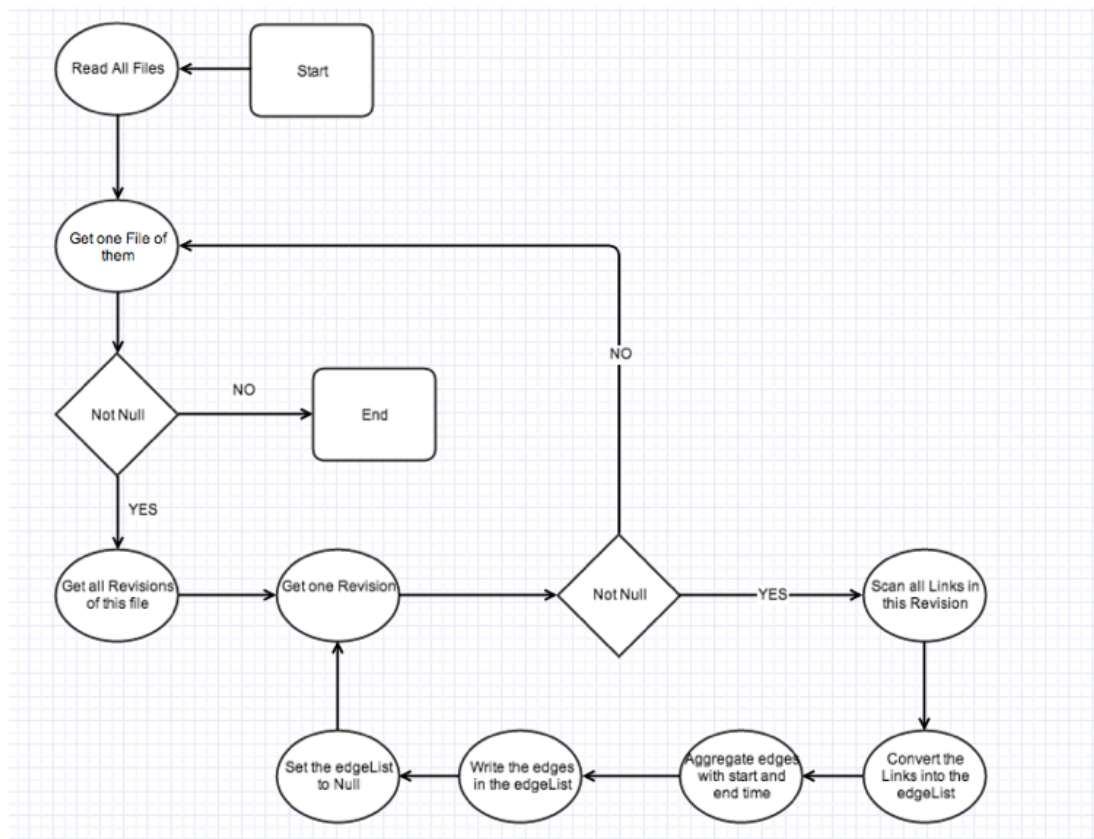 Read All Files
Start
Get one File of
them
NO
Not Null
NO
End
YES
Get all Revisions
of this file
Get one Revision
Not Null
YES
Scan all Links in
this Revision
Set the edgeList
to Null
Write the edges
in the edgeList
Aggregate edges
with start and
end time
Convert the
Links into the
edgeList